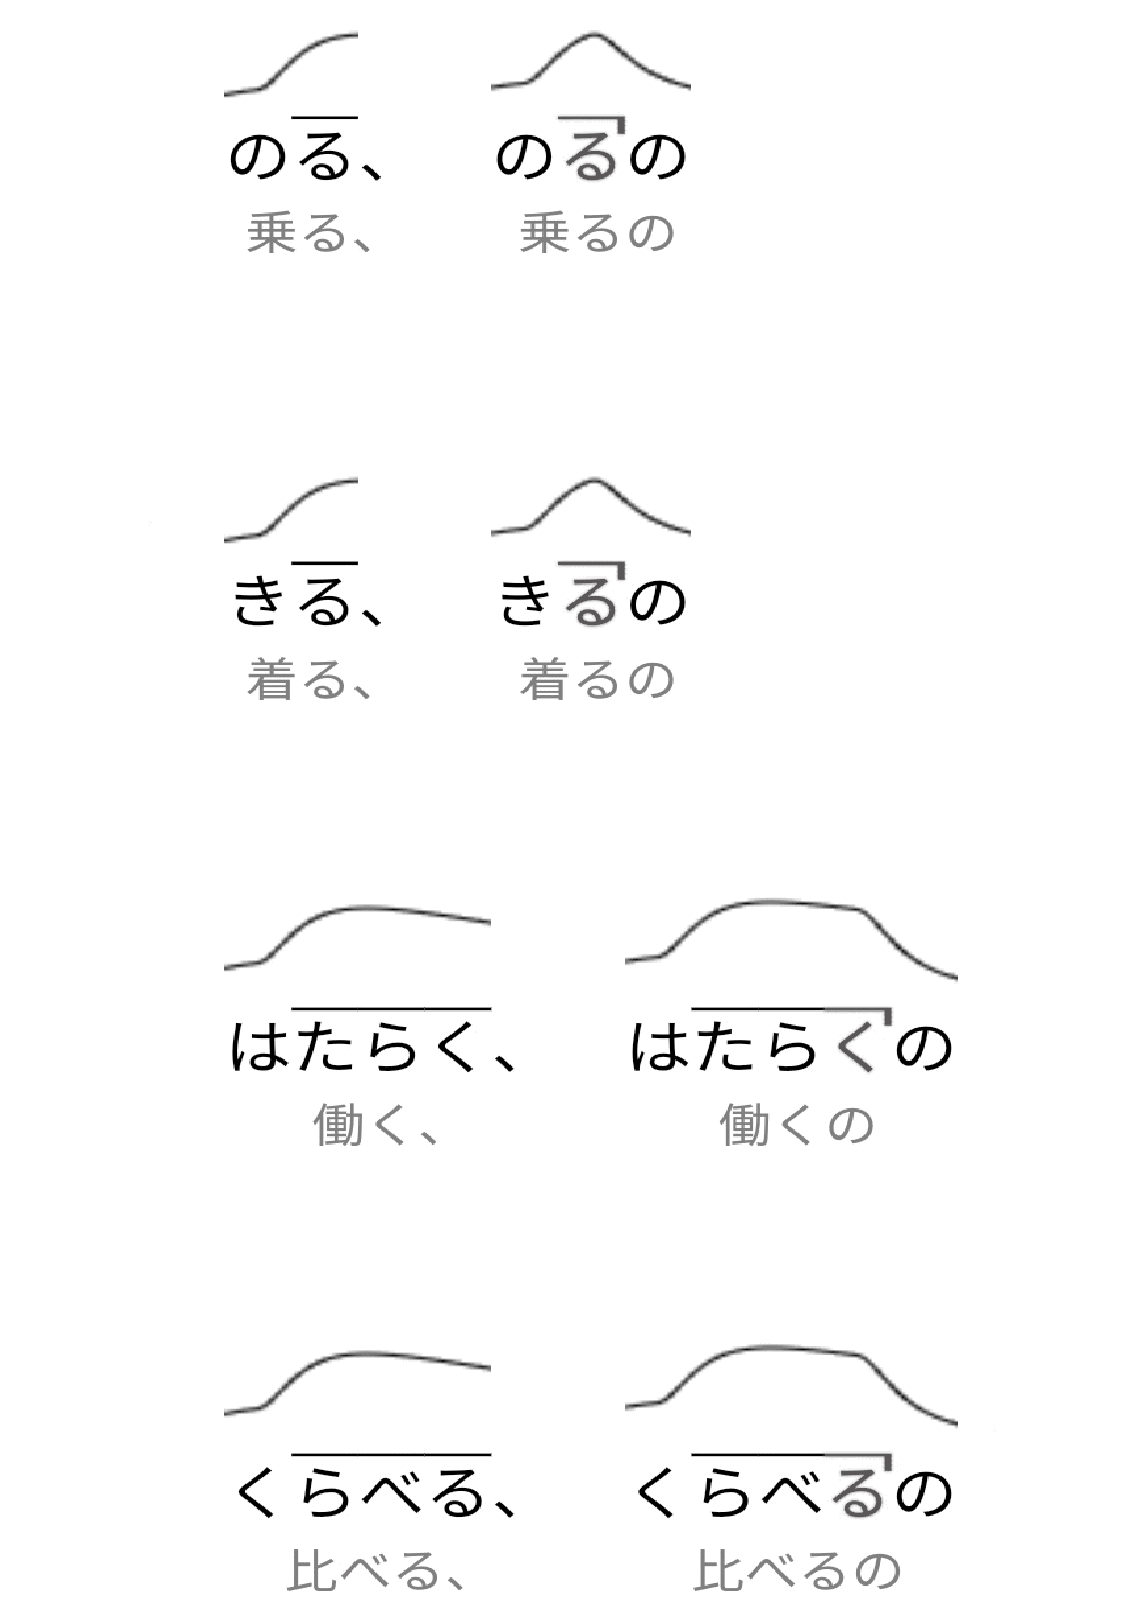 のる、 のるの
乗る、 乗るの
きる、 きるの
着る、 着るの
はたらく、 はたらくの
働く、 働くの
くらべる、 くらべるの
比べる、 比べるの